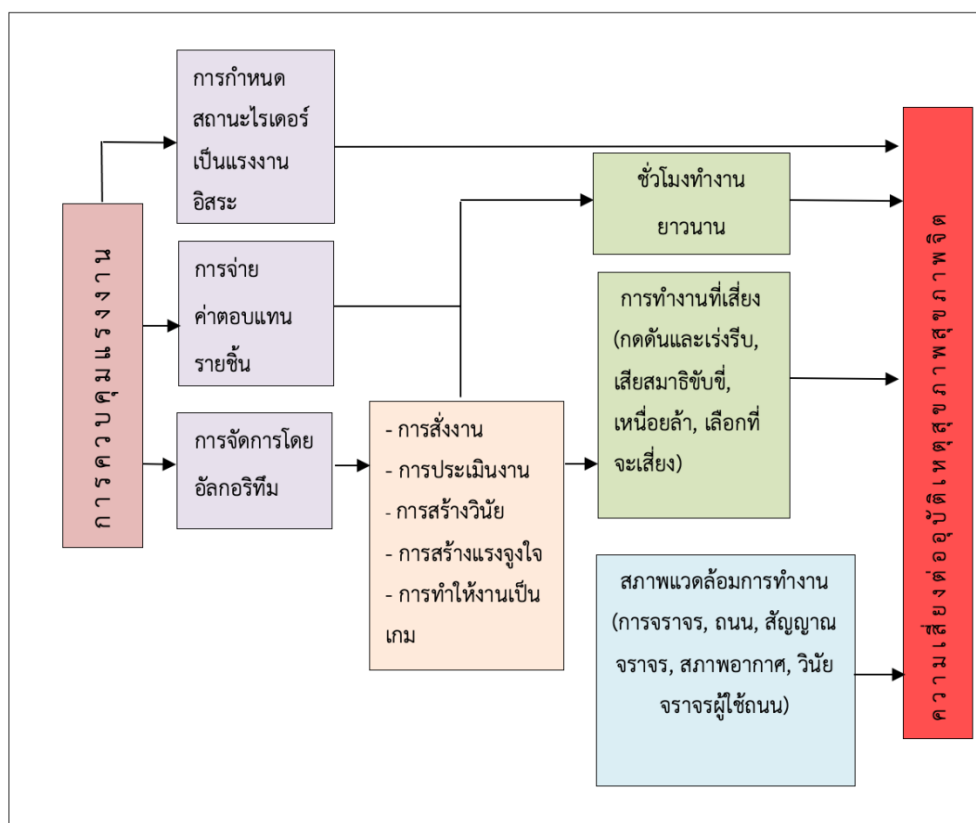 การควบคุมแรงงาน
การกำหนด
สถานะไรเดอร์
เป็นแรงงาน
อิสระ
การจ่าย
ค่าตอบแทน
รายชิ้น
การจัดการโดย
อัลกอริทึม
- การสั่งงาน
- การประเมินงาน
- การสร้างวินัย
- การสร้างแรงจูงใจ
- การทำให้งานเป็น
เกม
ชั่วโมงทำงาน
ยาวนาน
การทำงานที่เสี่ยง
(กดดันและเร่งรีบ,
เสียสมาธิขับขี่,
เหนื่อยล้า, เลือกที่
จะเสี่ยง)
สภาพแวดล้อมการทำงาน
(การจราจร, ถนน, สัญญาณ
จราจร, สภาพอากาศ, วินัย
จราจรผู้ใช้ถนน)
ความเสี่ยงต่ออุบัติเหตุสุขภาพสุขภาพจิต